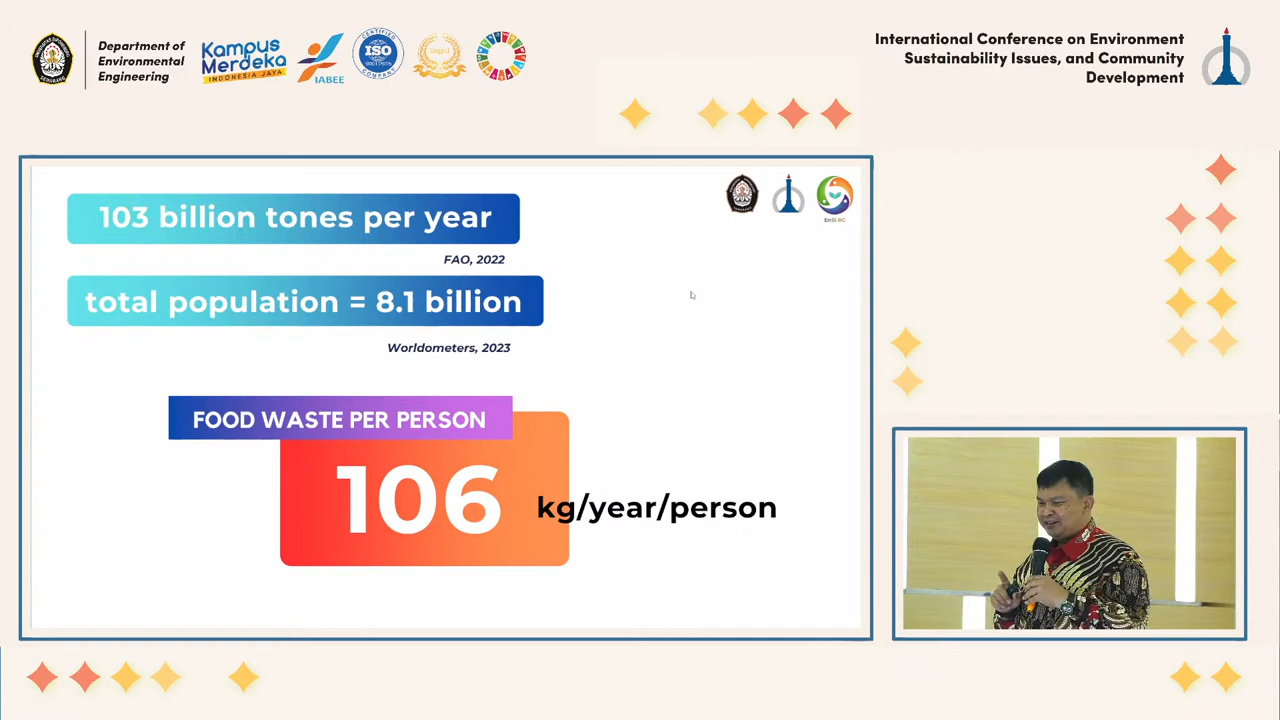 Department of
Environmental
Engineering
Kampus
Merdeka
INDONESIA JAYA
IABEE
CERTIFIED
ISO
COMPANY
International Conference on Environment
Sustainability Issues, and Community
Development
103 billion tones per year
FAO, 2022
total population = 8.1 billion
Worldometers, 2023
FOOD WASTE PER PERSON
106
kg/year/person